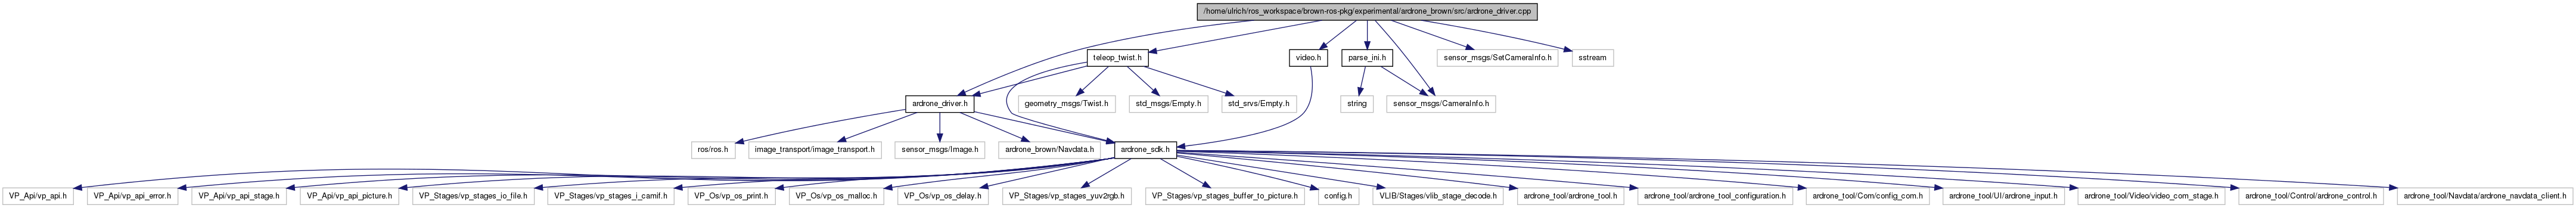 /home/ulrich/ros_workspace/brown-ros-pkg/experimental/ardrone_brown/src/ardrone_driver.cpp
teleop_twist.h
video.h
parse_ini.h
sensor_msgs/SetCameraInfo.h
sstream
ardrone_driver.h
geometry_msgs/Twist.h
std_msgs/Empty.h
std_srvs/Empty.h
string
sensor_msgs/CameraInfo.h
ros/ros.h
image_transport/image_transport.h
sensor_msgs/Image.h
ardrone_brown/Navdata.h
ardrone_sdk.h
VP_Api/vp_api.h
VP_Api/vp_api_error.h
VP_Api/vp_api_stage.h
VP_Api/vp_api_picture.h
VP_Stages/vp_stages_io_file.h
VP_Stages/vp_stages_i_camif.h
VP_Os/vp_os_print.h
VP_Os/vp_os_malloc.h
VP_Os/vp_os_delay.h
VP_Stages/vp_stages_yuv2rgb.h
VP_Stages/vp_stages_buffer_to_picture.h
config.h
VLIB/Stages/vlib_stage_decode.h
ardrone_tool/ardrone_tool.h
ardrone_tool/ardrone_tool_configuration.h
ardrone_tool/Com/config_com.h
ardrone_tool/UI/ardrone_input.h
ardrone_tool/Video/video_com_stage.h
ardrone_tool/Control/ardrone_control.h
ardrone_tool/Navdata/ardrone_navdata_client.h